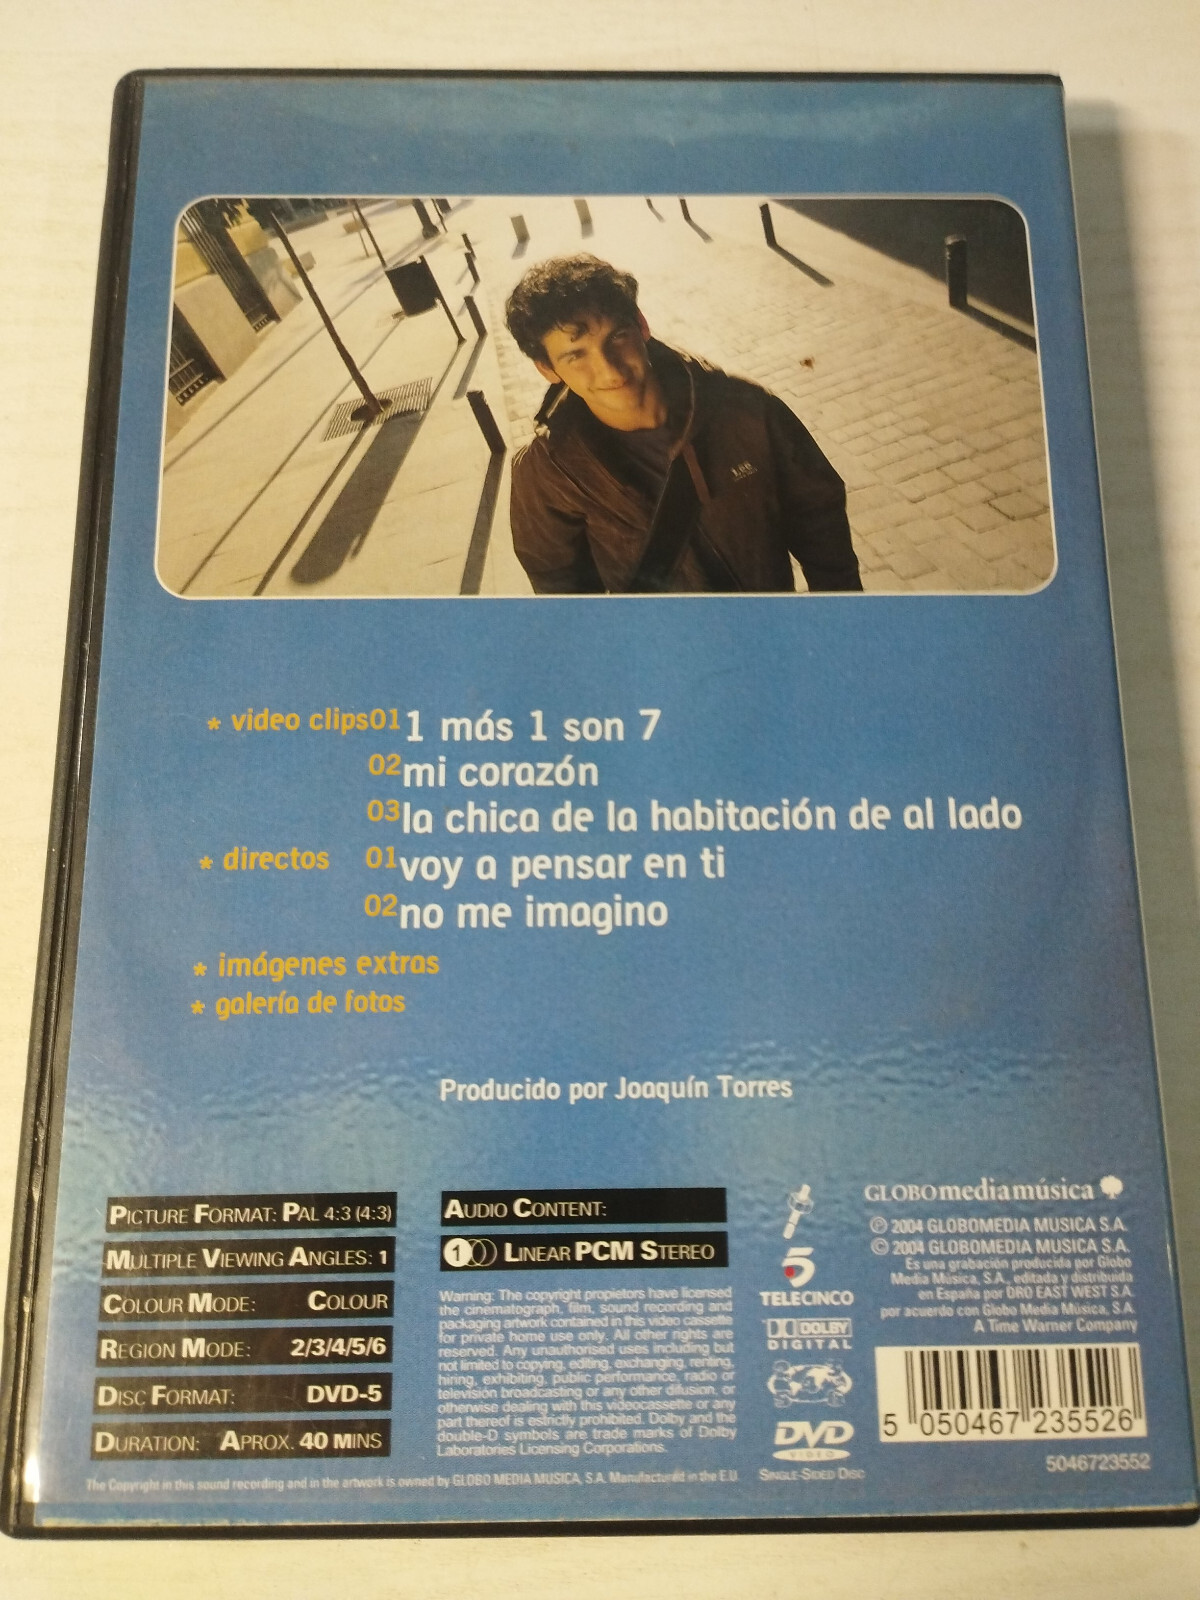 Lee
* video clips 01 1 más 1 son 7
02 mi corazón
03 la chica de la habitación de al lado
* directos 01 voy a pensar en ti
02 no me imagino
* imágenes extras
* galería de fotos
Producido por Joaquín Torres
PICTURE FORMAT: PAL 4:3 (4:3)
MULTIPLE VIEWING ANGLES: 1
COLOUR MODE: COLOUR
REGION MODE: 2/3/4/5/6
DISC FORMAT: DVD-5
DURATION: APROX. 40 MINS
AUDIO CONTENT:
1 LINEAR PCM STEREO
Warning: The copyright propietors have licensed
the cinematograph, film, sound recording and
packaging artwork contained in this video cassette
for private home use only. All other rights are
reserved. Any unauthorised uses including but
not limited to copying, editing, exchanging, renting,
hiring, exhibiting, public performance, radio or
televisión broadcasting or any other difusion, or
otherwise dealing with this videocassette or any
part thereof is estrictly prohibited. Dolby and the
double-D symbols are trade marks of Dolby
Laboratories Licensing Corporations.
5
TELECINCO
DOLBY
DIGITAL
DVD
VIDEO
SINGLE-SIDED DISC
GLOBOmediamúsica
℗ 2004 GLOBOMEDIA MUSICA S.A.
© 2004 GLOBOMEDIA MUSICA S.A.
Es una grabación producida por Globo
Media Música, S.A., editada y distribuida
en España por DRO EAST WEST S.A.
por acuerdo con Globo Media Música, S.A.
A Time Warner Company
5 050467 235526
5046723552
The Copyright in this sound recording and in the artwork is owned by GLOBO MEDIA MUSICA, S.A. Manufactured in the E.U.